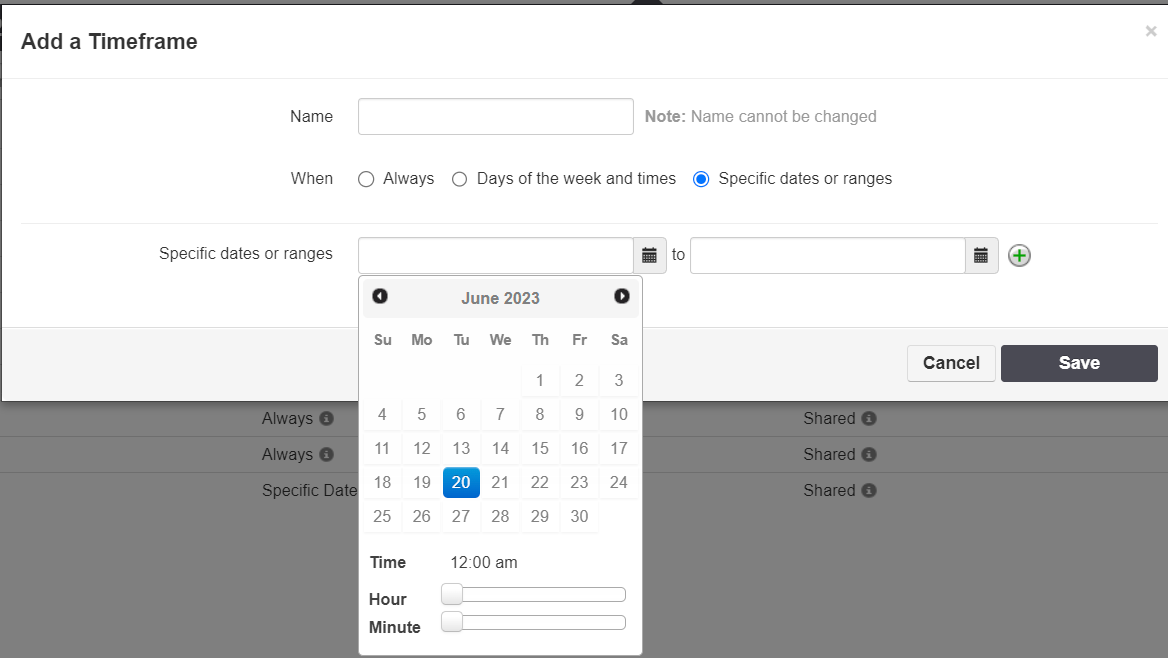 Add a Timeframe
×
Name Note: Name cannot be changed
When Always Days of the week and times Specific dates or ranges
Specific dates or ranges to
June 2023
Su Mo Tu We Th Fr Sa
1 2 3
4 5 6 7 8 9 10
11 12 13 14 15 16 17
18 19 20 21 22 23 24
25 26 27 28 29 30
Time 12:00 am
Hour
Minute
Cancel Save
Always Shared
Always Shared
Specific Date Shared